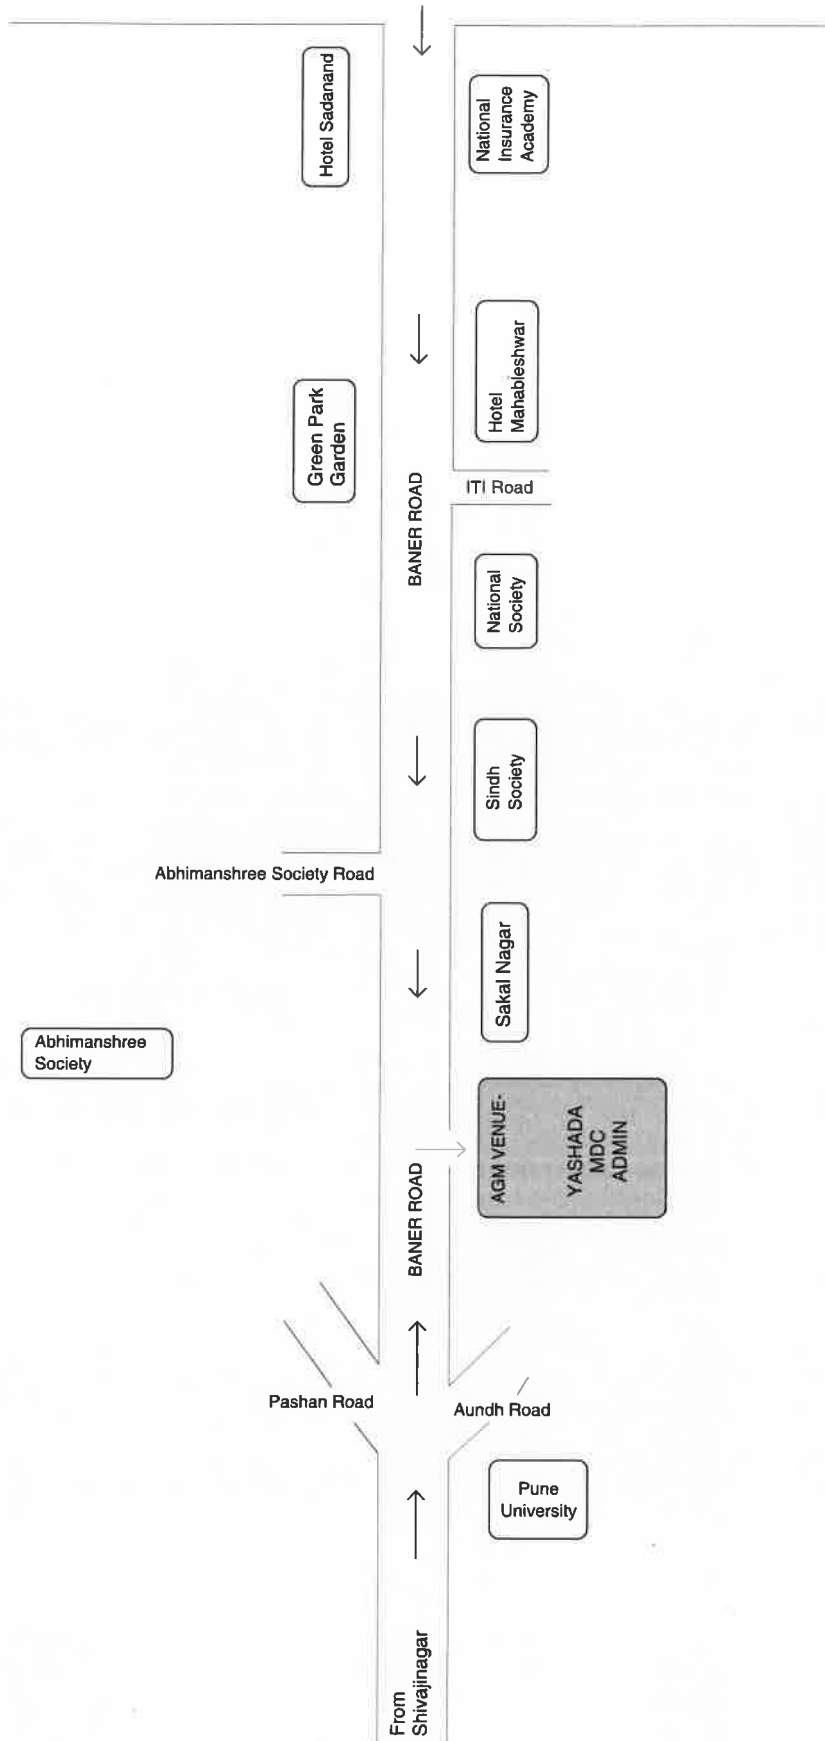 Hotel Sadanand
National
Insurance
Academy
Hotel
Mahableshwar
Green Park
Garden
BANER ROAD
ITI Road
National
Society
Sindh
Society
Abhimanshree Society Road
Sakal Nagar
Abhimanshree
Society
AGM VENUE-
YASHADA
MDC
ADMIN
BANER ROAD
Pashan Road
Aundh Road
Pune
University
From
Shivajinagar